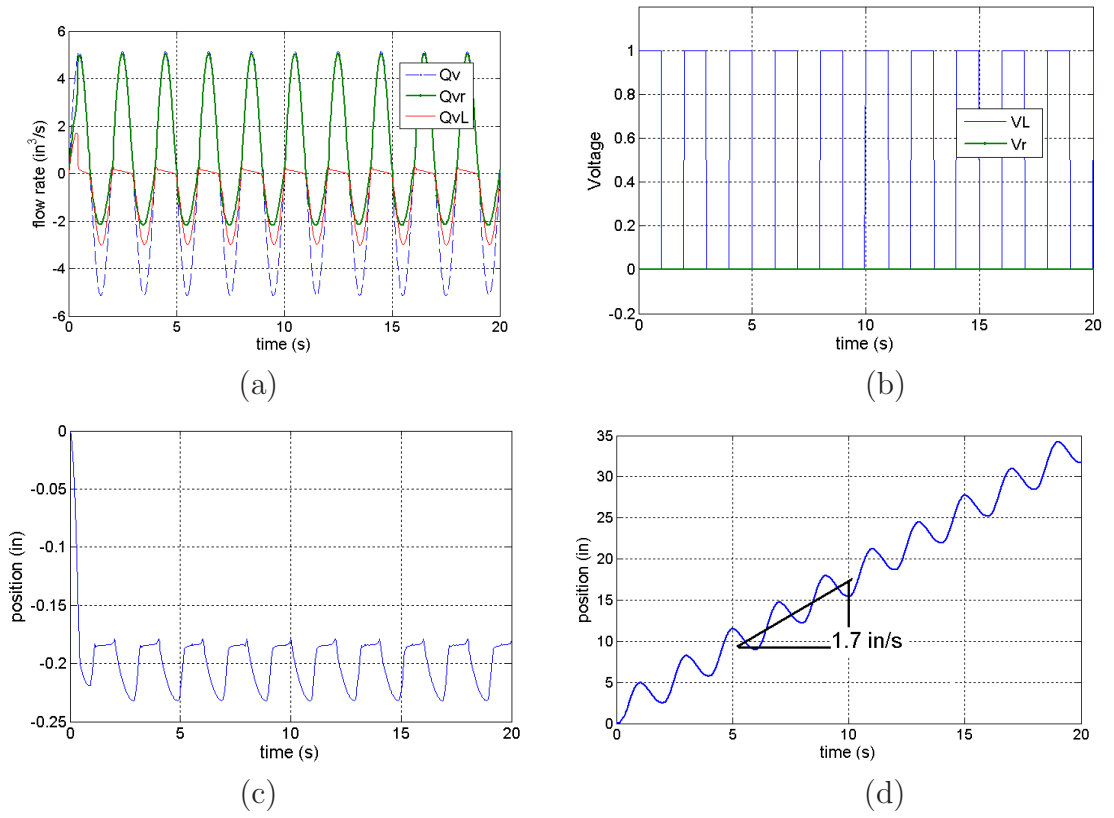 6
4
2
0
-2
-4
-6
flow rate (in³/s)
Qv
Qvr
QvL
0
5
10
15
20
time (s)
(a)
1
0.8
0.6
0.4
0.2
0
-0.2
Voltage
VL
Vr
0
5
10
15
20
time (s)
(b)
0
-0.05
-0.1
-0.15
-0.2
-0.25
position (in)
0
5
10
15
20
time (s)
(c)
35
30
25
20
15
10
5
0
position (in)
1.7 in/s
0
5
10
15
20
time (s)
(d)